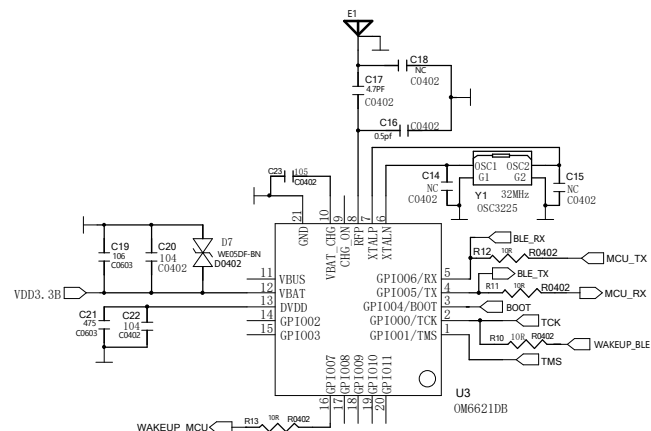 E1
C18
NC
C0402
C17
4.7PF
C0402
C16
0.5pf
C0402
C23
105
C0402
C14
NC
C0402
OSC1 OSC2
G1 G2
Y1 32MHz
OSC3225
C15
NC
C0402
21 10 9 8 7 6
GND
VBAT_CHG
CHG_ON
RFP
XTALP
XTALN
C19
106
C0603
C20
104
C0402
D7
WE05DF-BN
D0402
VDD3.3B
C21
475
C0603
C22
104
C0402
11 VBUS
12 VBAT
13 DVDD
14 GPIO02
15 GPIO03
GPIO06/RX 5
GPIO05/TX 4
GPIO04/BOOT 3
GPIO00/TCK 2
GPIO01/TMS 1
BLE_RX
R12 10R R0402
MCU_TX
BLE_TX
R11 10R R0402
MCU_RX
BOOT
TCK
R10 10R R0402
WAKEUP_BLE
TMS
GPIO07
GPIO08
GPIO09
GPIO10
GPIO11
16 17 18 19 20
U3
OM6621DB
WAKEUP_MCU
R13 10R R0402